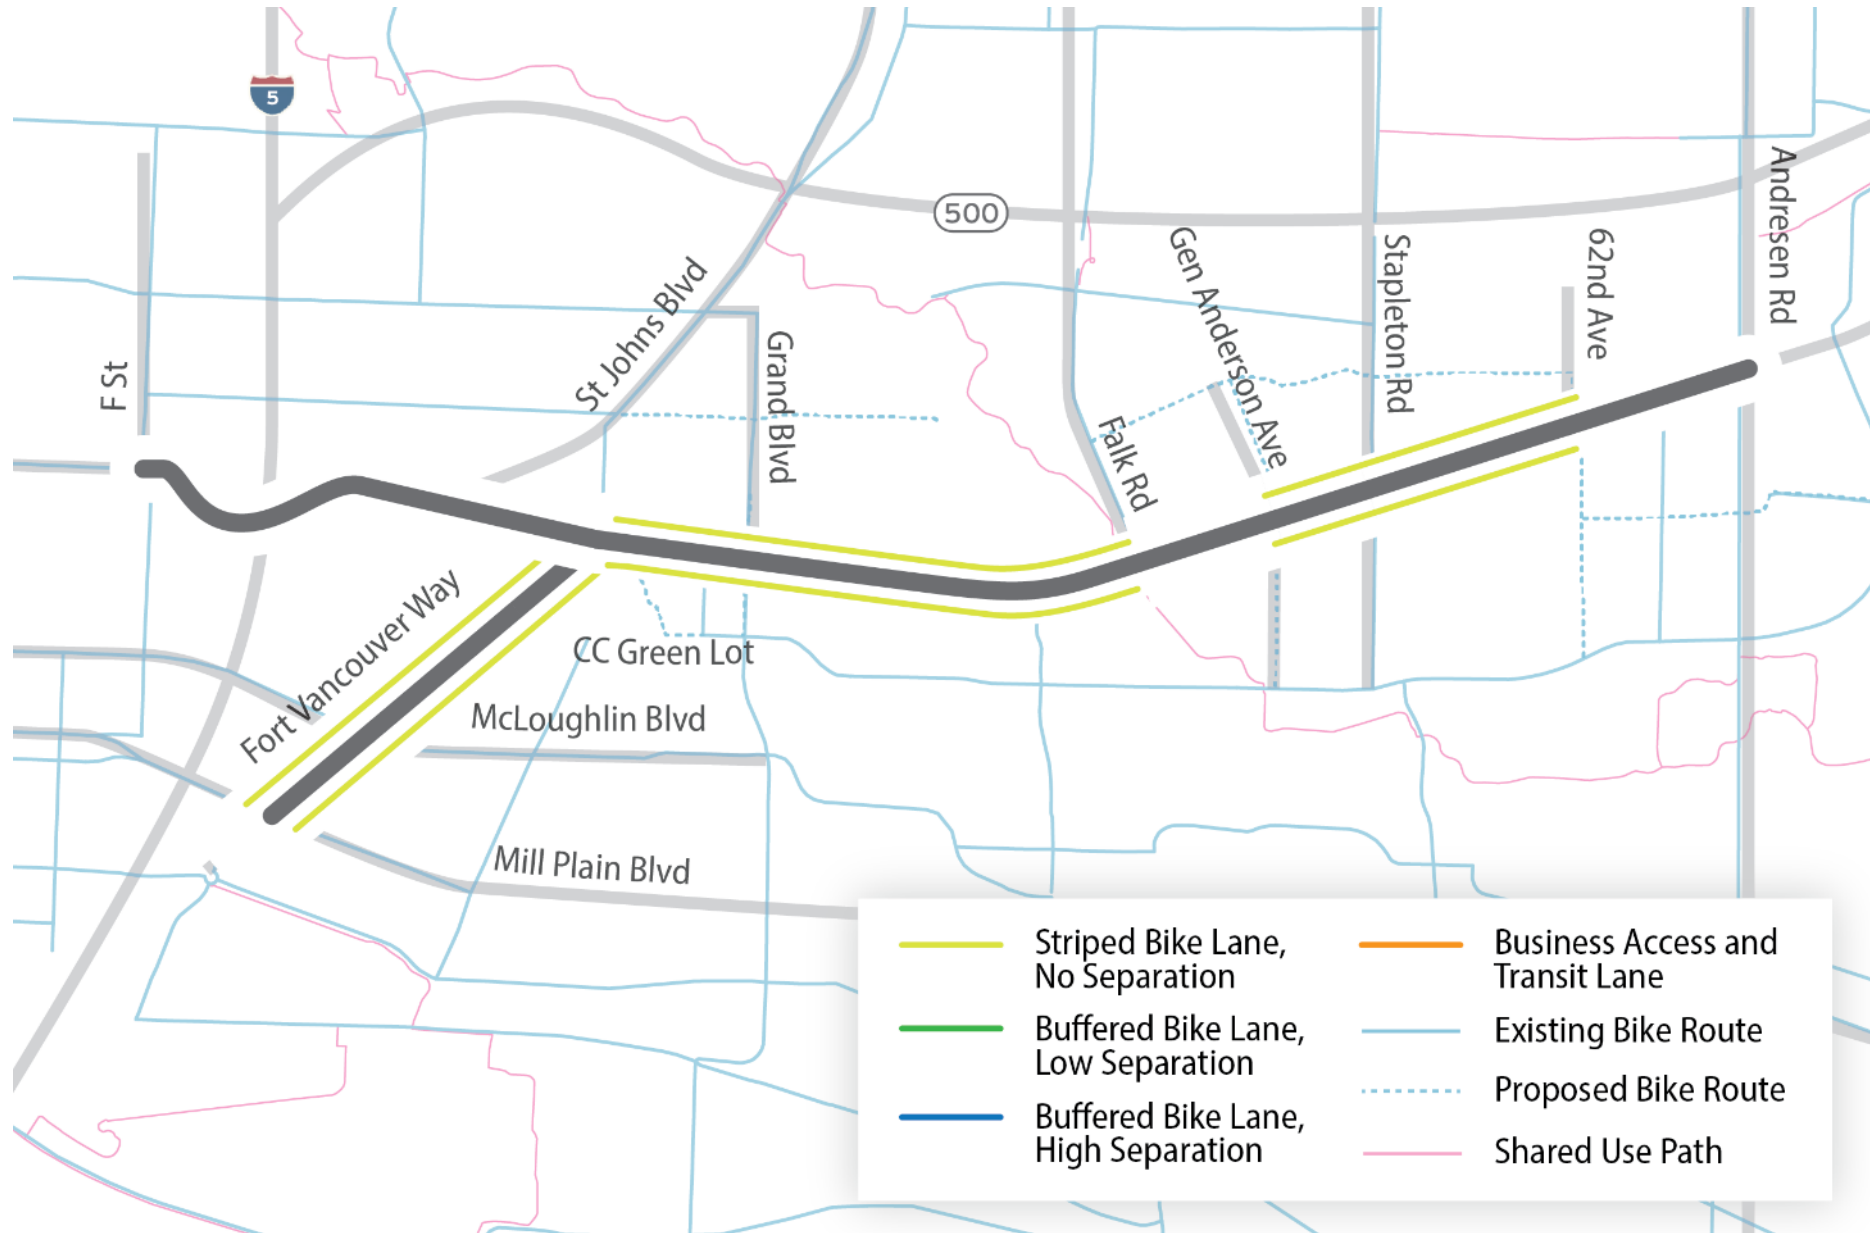 5
500
Andresen Rd
Gen Anderson Ave
Stapleton Rd
62nd Ave
St Johns Blvd
F St
Grand Blvd
Falk Rd
Fort Vancouver Way
CC Green Lot
McLoughlin Blvd
Mill Plain Blvd
Striped Bike Lane,
No Separation
Buffered Bike Lane,
Low Separation
Buffered Bike Lane,
High Separation
Business Access and
Transit Lane
Existing Bike Route
Proposed Bike Route
Shared Use Path